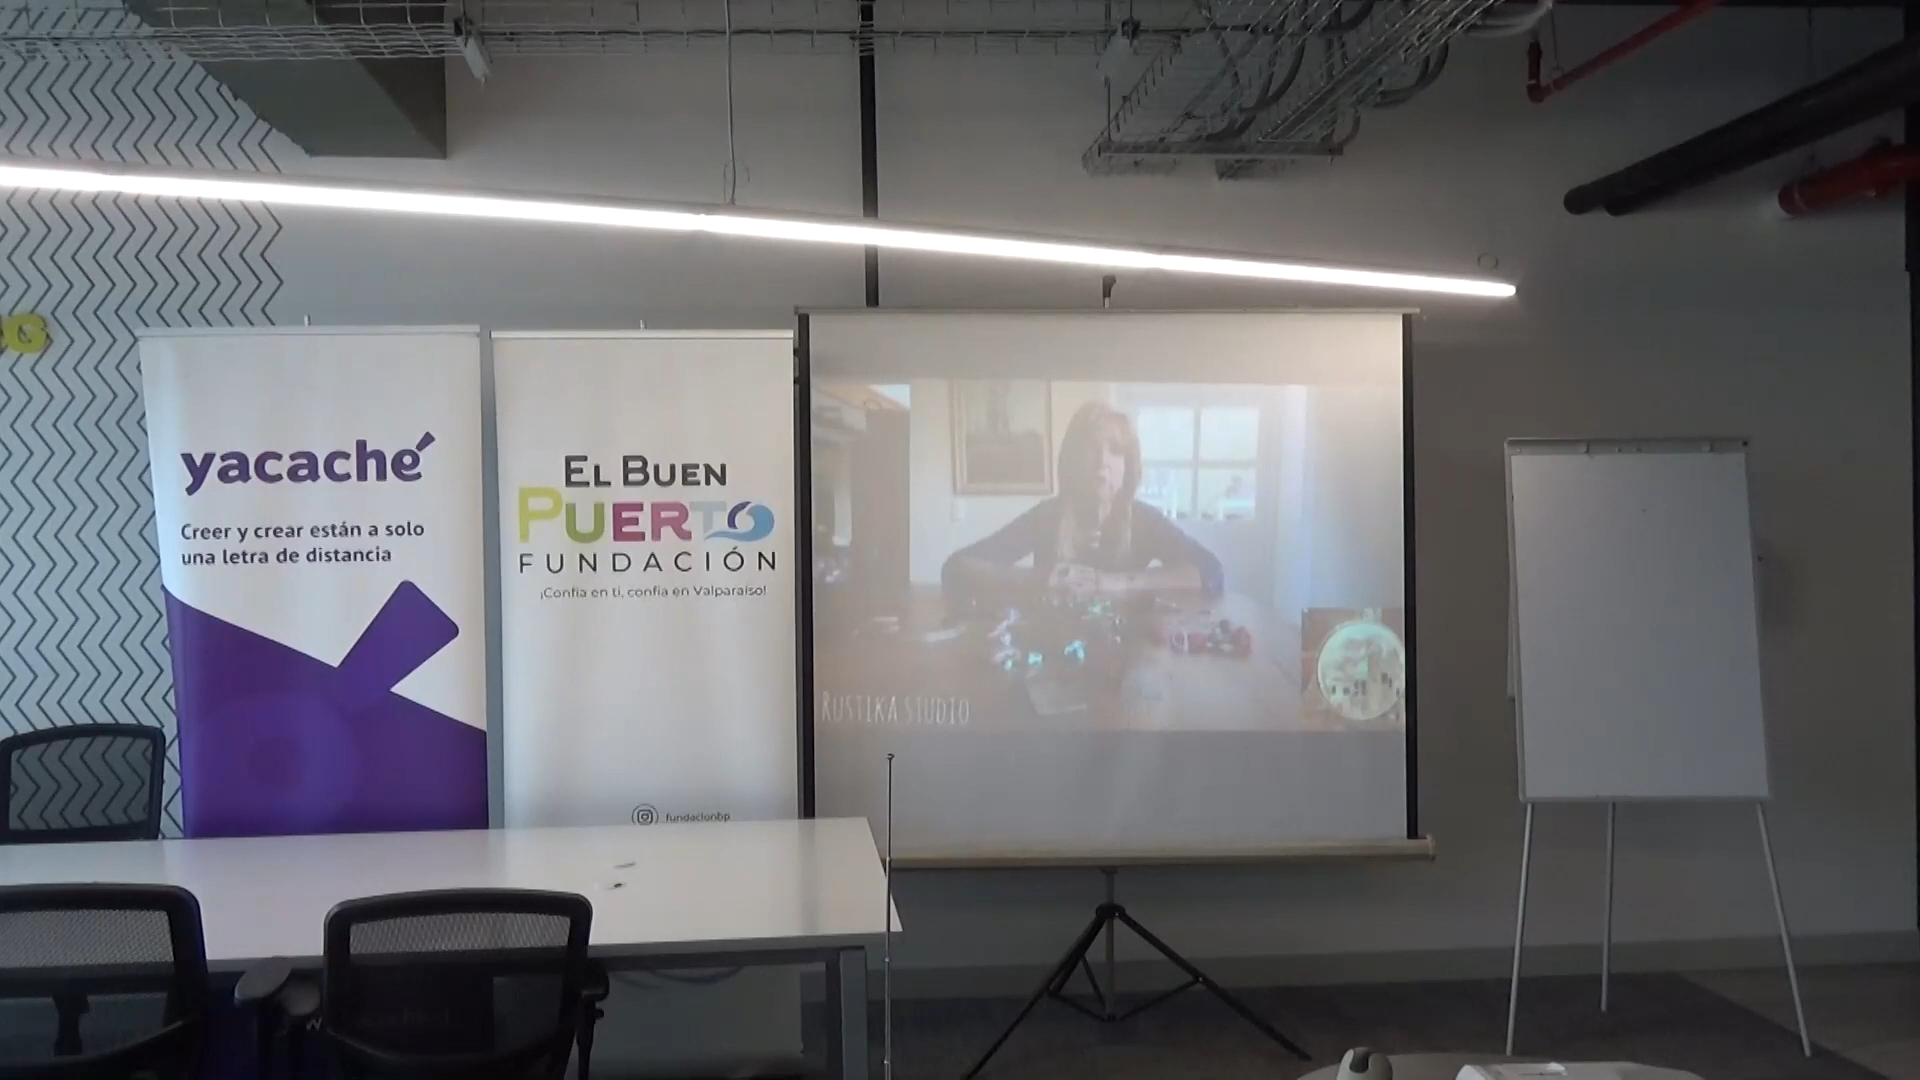 yacaché
Creer y crear están a solo
una letra de distancia
EL BUEN
PUERTO
FUNDACIÓN
¡Confía en ti, confía en Valparaíso!
fundacionbp
RUSTIKA STUDIO